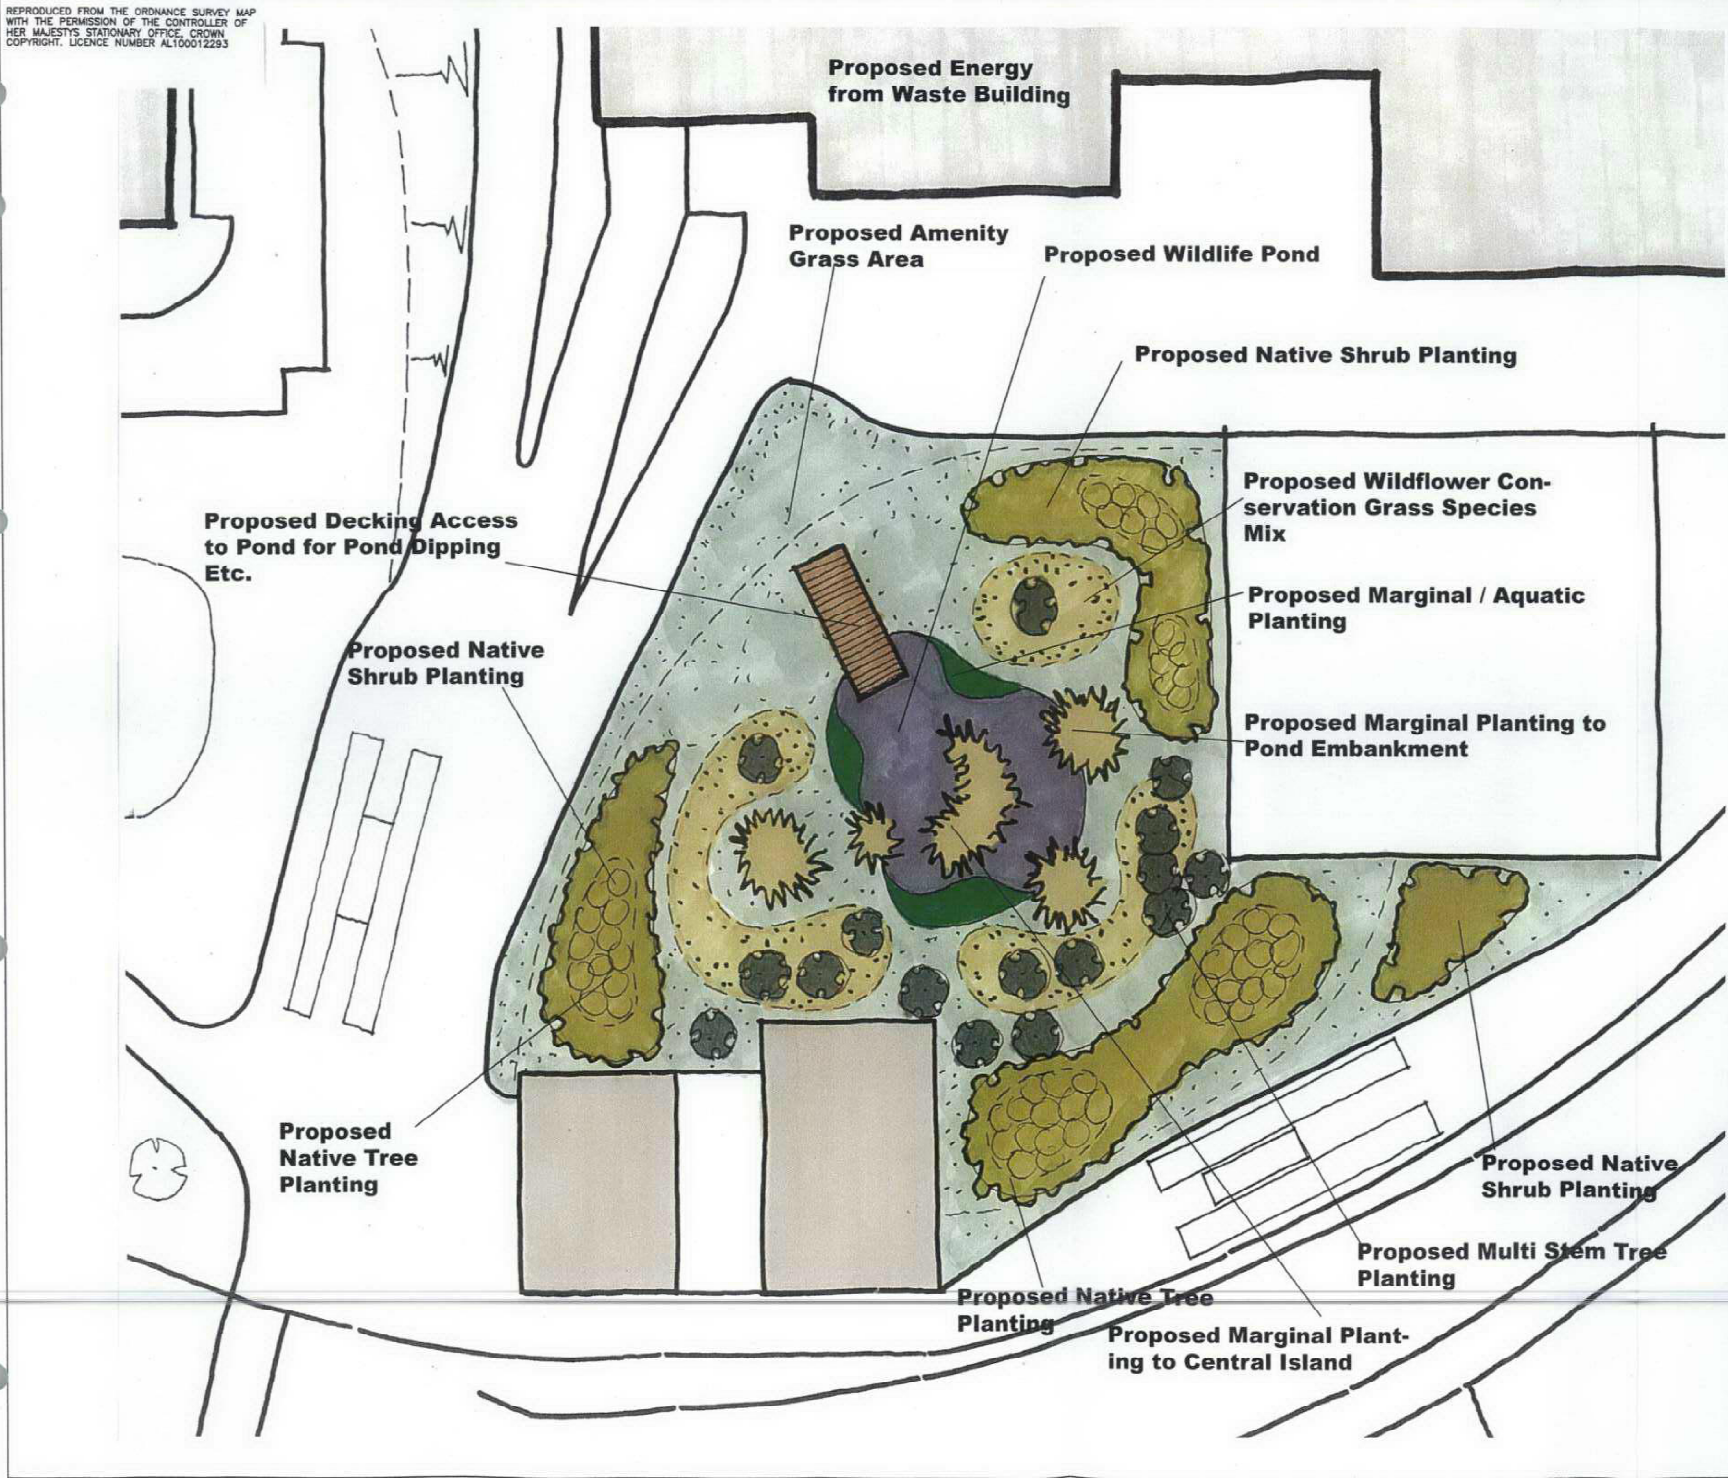 REPRODUCED FROM THE ORDNANCE SURVEY MAP
WITH THE PERMISSION OF THE CONTROLLER OF
HER MAJESTYS STATIONARY OFFICE, CROWN
COPYRIGHT. LICENCE NUMBER AL100012293
Proposed Energy
from Waste Building
Proposed Amenity
Grass Area
Proposed Wildlife Pond
Proposed Native Shrub Planting
Proposed Wildflower Con-
servation Grass Species
Mix
Proposed Decking Access
to Pond for Pond Dipping
Etc.
Proposed Marginal / Aquatic
Planting
Proposed Native
Shrub Planting
Proposed Marginal Planting to
Pond Embankment
Proposed
Native Tree
Planting
Proposed Native
Shrub Planting
Proposed Multi Stem Tree
Planting
Proposed Native Tree
Planting
Proposed Marginal Plant-
ing to Central Island